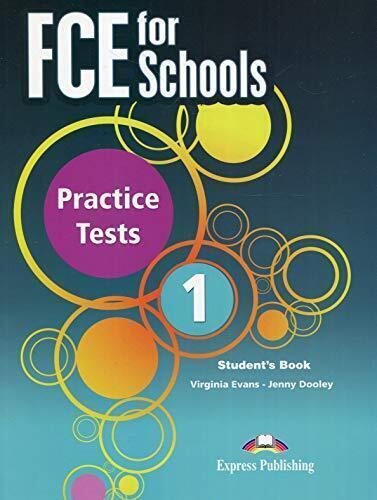 FCE for
Schools
Practice
Tests
1
Student's Book
Virginia Evans - Jenny Dooley
Express Publishing